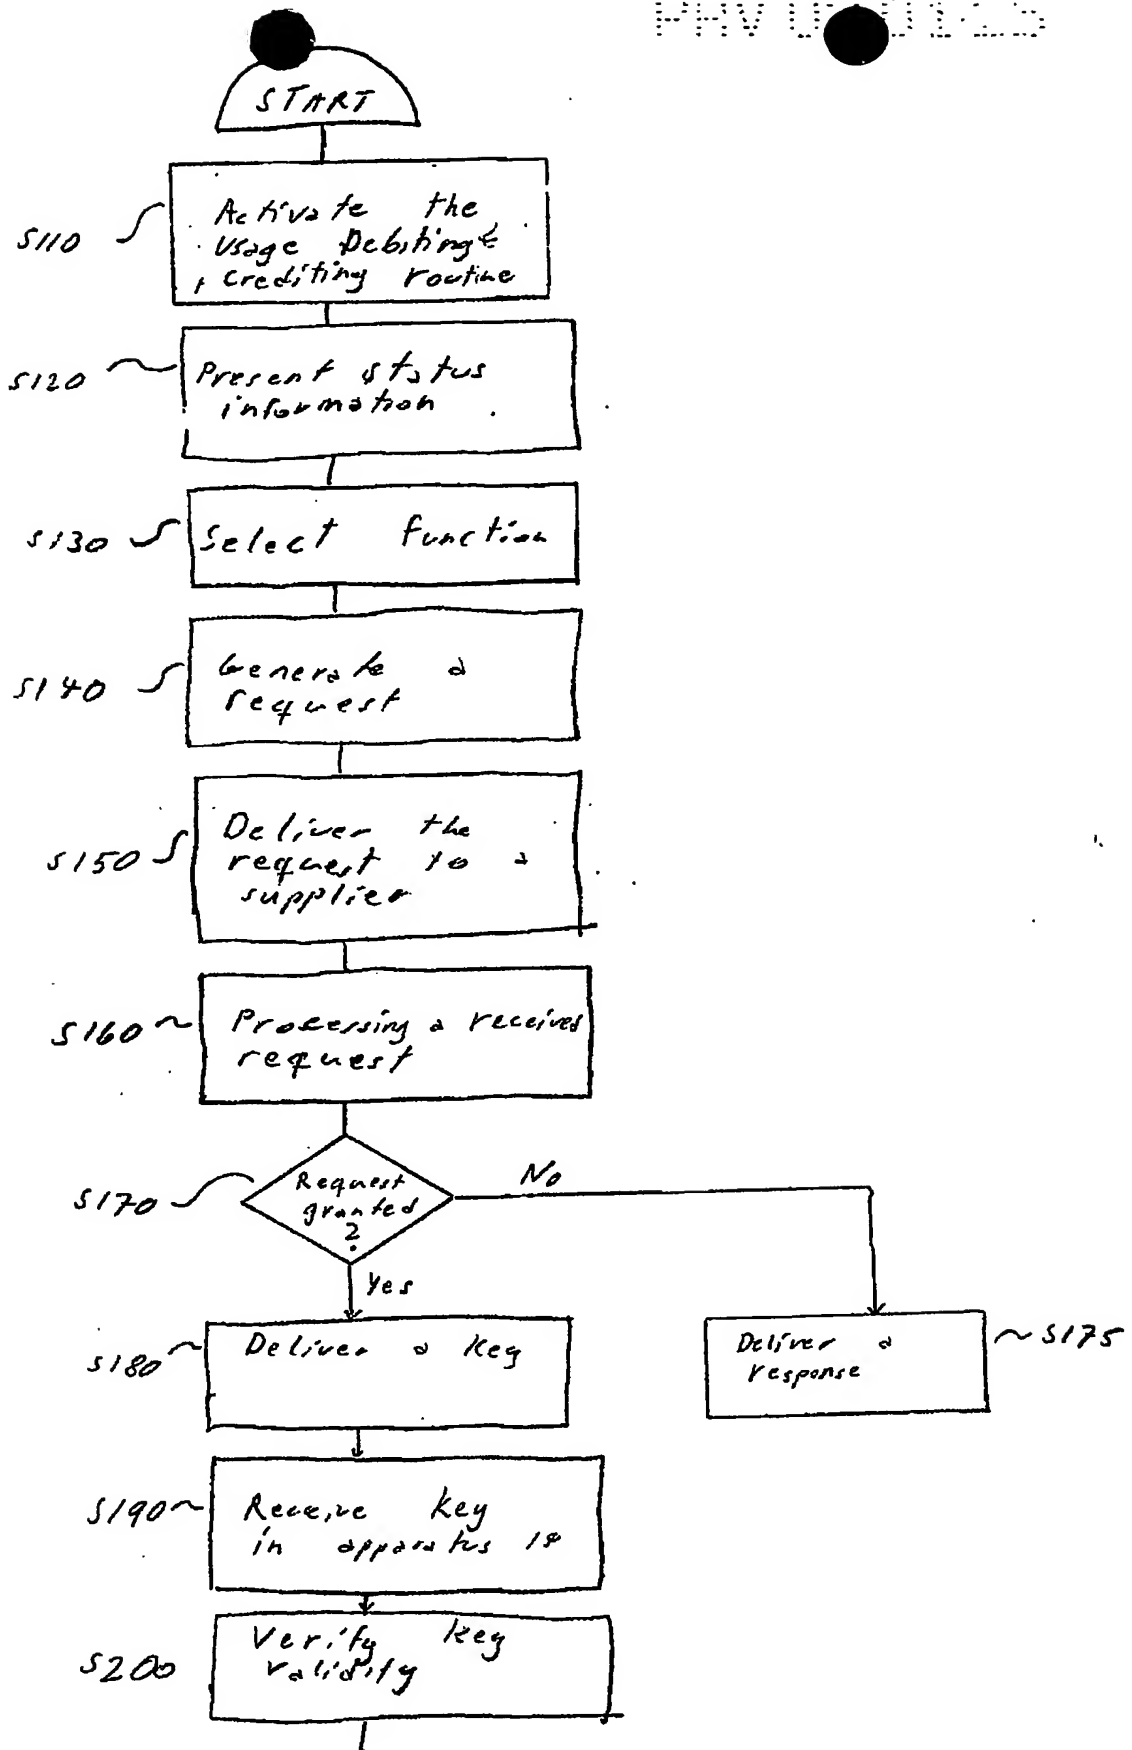 START
S110
Activate the
Usage Debiting &
Crediting routine
S120
Present status
information
S130
Select function
S140
Generate a
request
S150
Deliver the
request to a
supplier
S160
Processing a received
request
S170
Request
granted
?
No
Yes
S180
Deliver a key
Deliver a
response
S175
S190
Receive key
in apparatus
S200
Verify key
validity